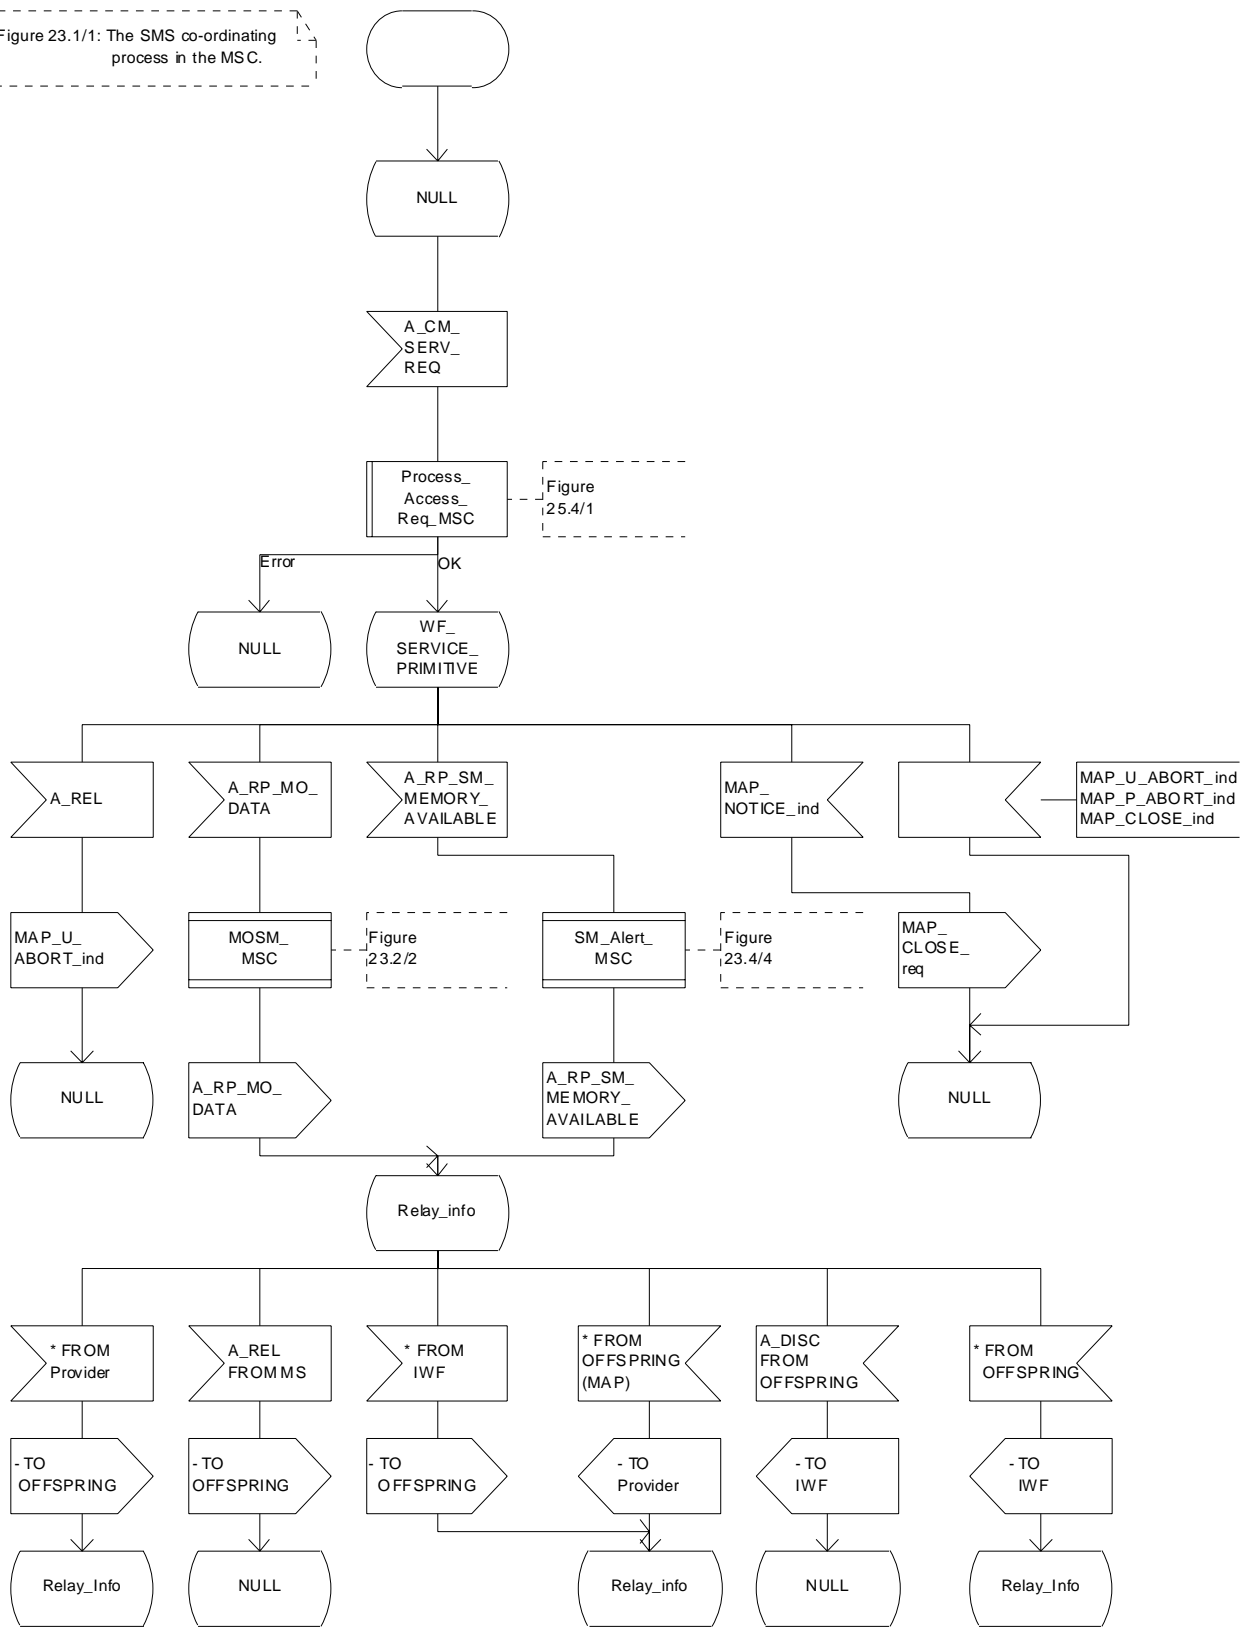 Figure 23.1/1: The SMS co-ordinating
process in the MSC.
NULL
A_CM_
SERV_
REQ
Process_
Access_
Req_MSC
Figure
25.4/1
Error
OK
NULL
WF_
SERVICE_
PRIMITIVE
A_REL
A_RP_MO_
DATA
A_RP_SM_
MEMORY_
AVAILABLE
MAP_
NOTICE_ind
MAP_U_ABORT_ind
MAP_P_ABORT_ind
MAP_CLOSE_ind
MAP_U_
ABORT_ind
MOSM_
MSC
Figure
23.2/2
SM_Alert_
MSC
Figure
23.4/4
MAP_
CLOSE_
req
NULL
A_RP_MO_
DATA
A_RP_SM_
MEMORY_
AVAILABLE
NULL
Relay_info
* FROM
Provider
A_REL
FROM MS
* FROM
IWF
* FROM
OFFSPRING
(MAP)
A_DISC
FROM
OFFSPRING
* FROM
OFFSPRING
- TO
OFFSPRING
- TO
OFFSPRING
- TO
OFFSPRING
- TO
Provider
- TO
IWF
- TO
IWF
Relay_Info
NULL
Relay_info
NULL
Relay_Info